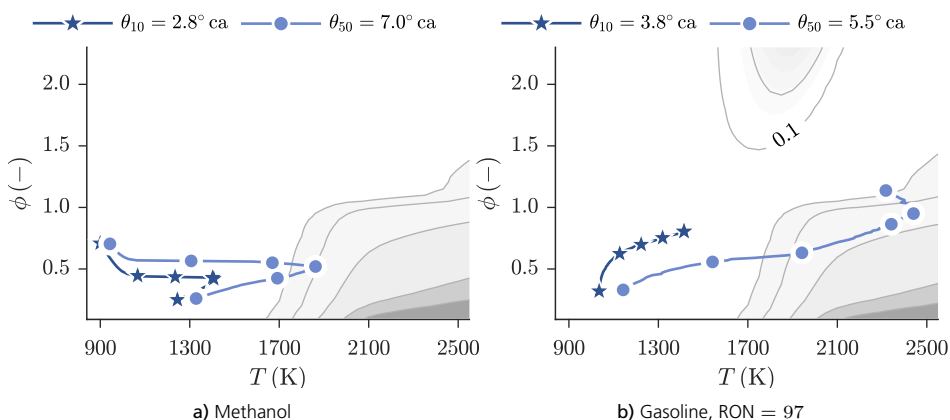 θ₁₀ = 2.8° ca θ₅₀ = 7.0° ca
θ₁₀ = 3.8° ca θ₅₀ = 5.5° ca
ϕ (−)
2.0
1.5
1.0
0.5
900 1300 1700 2100 2500
T (K)
a) Methanol
ϕ (−)
2.0
1.5
1.0
0.5
0.1
900 1300 1700 2100 2500
T (K)
b) Gasoline, RON = 97